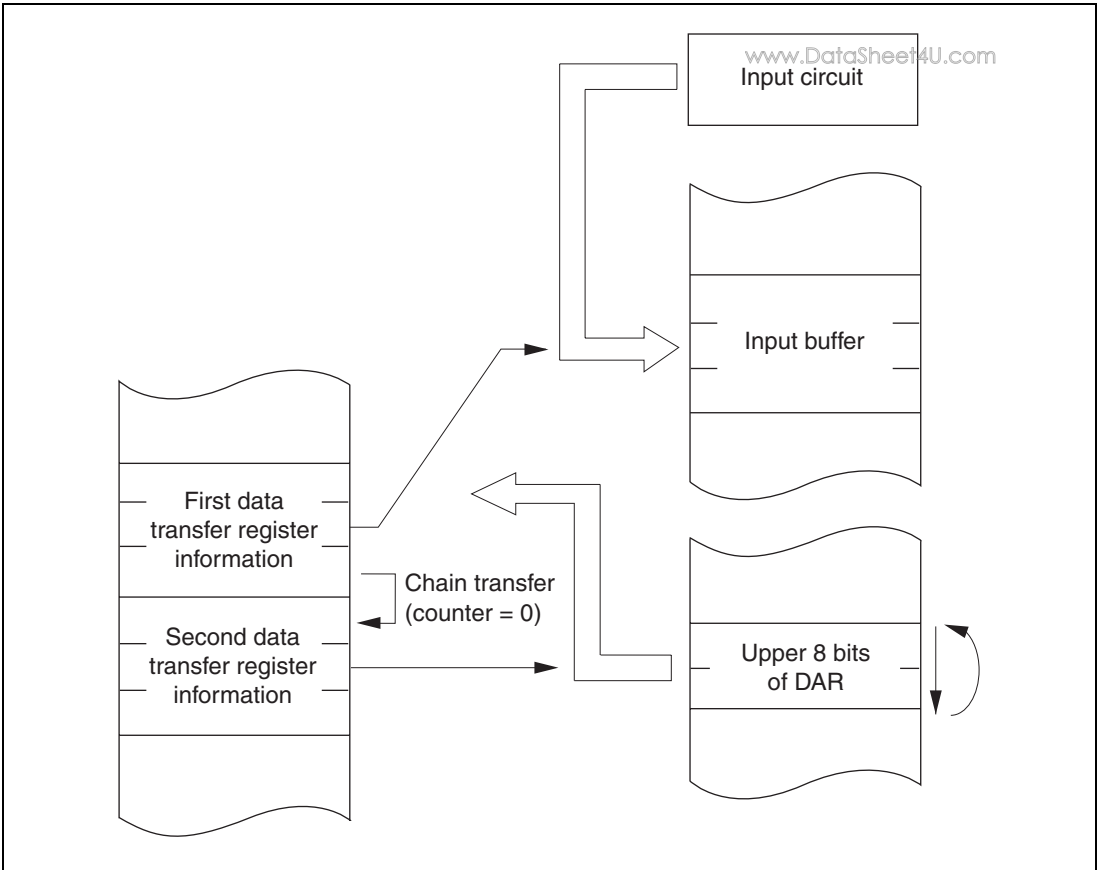 www.DataSheet4U.com
Input circuit
Input buffer
First data
transfer register
information
Chain transfer
(counter = 0)
Second data
transfer register
information
Upper 8 bits
of DAR